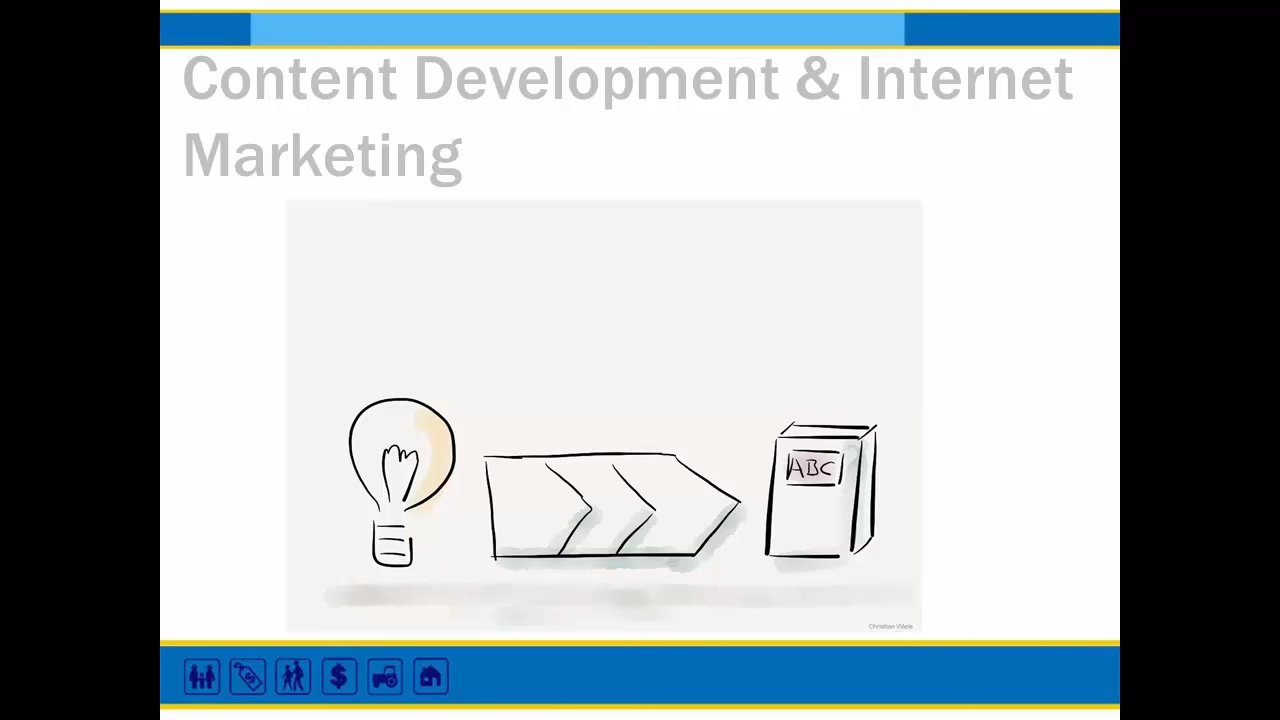 Content Development & Internet
Marketing
ABC
Christian Wiele
$